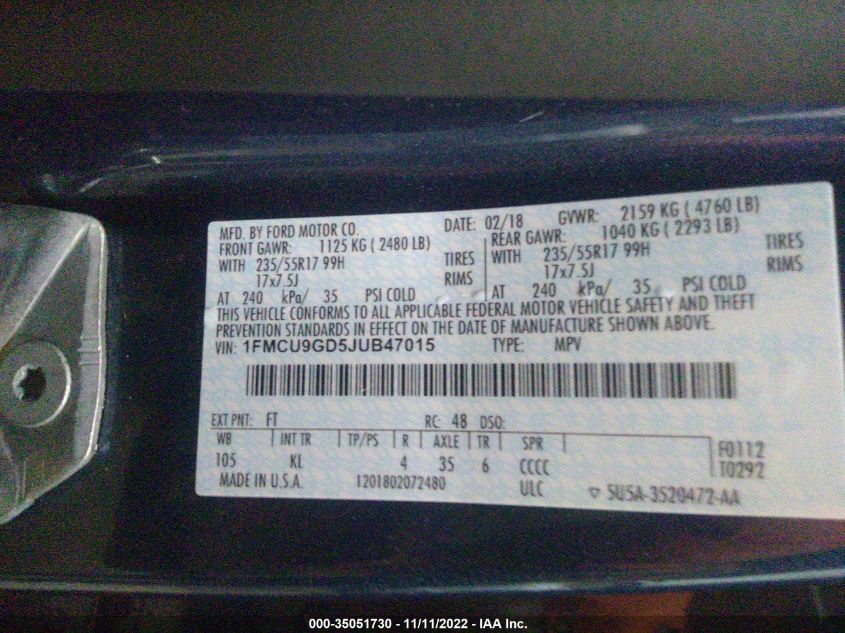 MFD. BY FORD MOTOR CO. DATE: 02/18 GVWR: 2159 KG ( 4760 LB)
FRONT GAWR: 1125 KG ( 2480 LB) REAR GAWR: 1040 KG ( 2293 LB)
WITH 235/55R17 99H TIRES WITH 235/55R17 99H TIRES
17x7.5J RIMS 17x7.5J RIMS
AT 240 kPa/ 35 PSI COLD AT 240 kPa/ 35 PSI COLD
THIS VEHICLE CONFORMS TO ALL APPLICABLE FEDERAL MOTOR VEHICLE SAFETY AND THEFT
PREVENTION STANDARDS IN EFFECT ON THE DATE OF MANUFACTURE SHOWN ABOVE.
VIN: 1FMCU9GD5JUB47015 TYPE: MPV
EXT PNT: FT RC: 48 DSO:
WB INT TR TP/PS R AXLE TR SPR F0112
105 KL 4 35 6 CCCC T0292
MADE IN U.S.A. 1201802072480 ULC 5U5A-3520472-AA
000-35051730 - 11/11/2022 - IAA Inc.